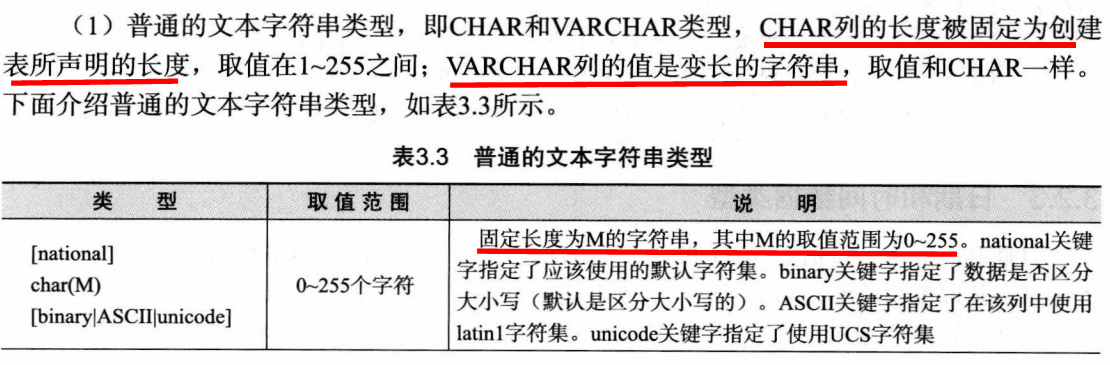 （1）普通的文本字符串类型，即CHAR和VARCHAR类型，CHAR列的长度被固定为创建
表所声明的长度，取值在1~255之间；VARCHAR列的值是变长的字符串，取值和CHAR一样。
下面介绍普通的文本字符串类型，如表3.3所示。
表3.3 普通的文本字符串类型
类 型 取 值 范 围 说 明
固定长度为M的字符串，其中M的取值范围为0~255。national关键
[national]
字指定了应该使用的默认字符集。binary关键字指定了数据是否区分
char(M) 0~255个字符
大小写（默认是区分大小写的）。ASCII关键字指定了在该列中使用
[binary|ASCII|unicode]
latin1字符集。unicode关键字指定了使用UCS字符集